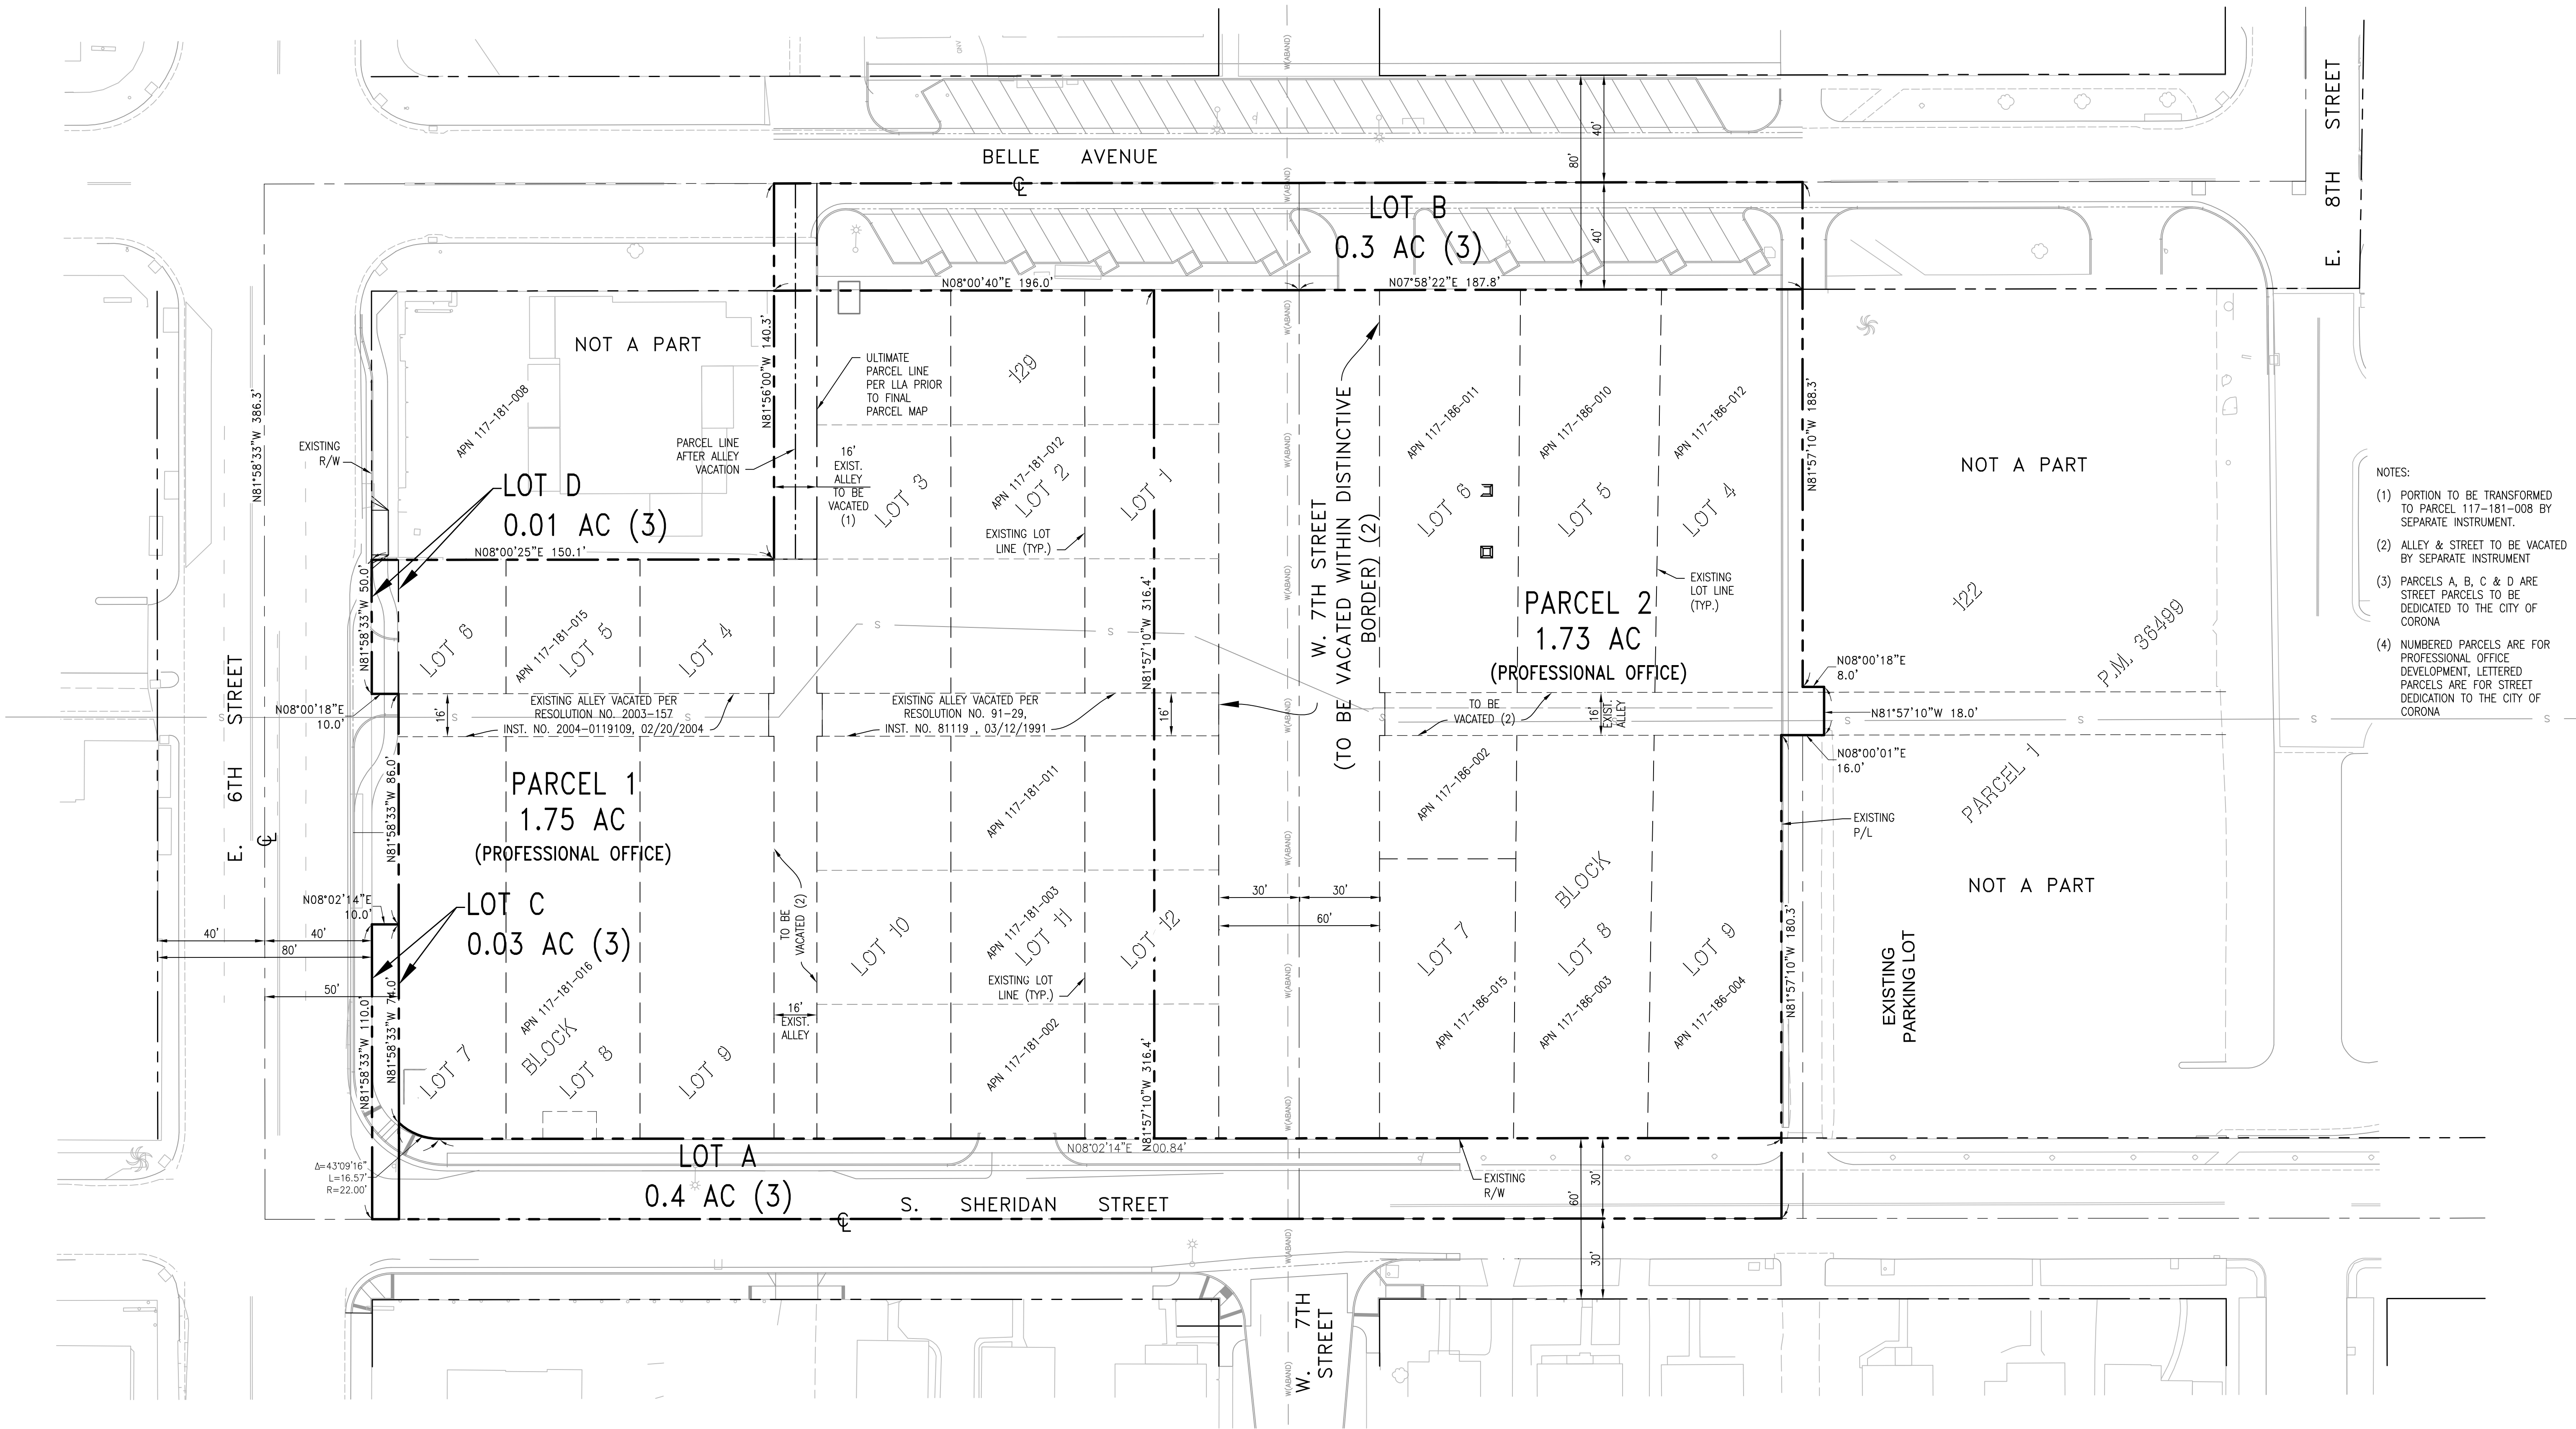 BELLE AVENUE
E. 8TH STREET
LOT B
0.3 AC (3)
80'
40'
40'
N08°00'40"E 196.0'
N07°58'22"E 187.8'
NOT A PART
APN 117-181-008
N81°56'00"W 140.3'
ULTIMATE
PARCEL LINE
PER LLA PRIOR
TO FINAL
PARCEL MAP
129
N81°58'33"W 386.3'
EXISTING
R/W
PARCEL LINE
AFTER ALLEY
VACATION
16'
EXIST.
ALLEY
TO BE
VACATED
(1)
LOT D
0.01 AC (3)
N08°00'25"E 150.1'
LOT 3
APN 117-181-012
LOT 2
LOT 1
EXISTING LOT
LINE (TYP.)
W. 7TH STREET
(TO BE VACATED WITHIN DISTINCTIVE
BORDER) (2)
APN 117-186-011
APN 117-186-010
APN 117-186-012
LOT 6
LOT 5
LOT 4
EXISTING
LOT LINE
(TYP.)
N81°57'10"W 188.3'
NOT A PART
122
P.M. 36499
NOTES:
(1) PORTION TO BE TRANSFORMED
TO PARCEL 117-181-008 BY
SEPARATE INSTRUMENT.
(2) ALLEY & STREET TO BE VACATED
BY SEPARATE INSTRUMENT
(3) PARCELS A, B, C & D ARE
STREET PARCELS TO BE
DEDICATED TO THE CITY OF
CORONA
(4) NUMBERED PARCELS ARE FOR
PROFESSIONAL OFFICE
DEVELOPMENT, LETTERED
PARCELS ARE FOR STREET
DEDICATION TO THE CITY OF
CORONA
N81°58'33"W 50.0'
LOT 6
APN 117-181-015
LOT 5
LOT 4
N81°57'10"W 316.4'
PARCEL 2
1.73 AC
(PROFESSIONAL OFFICE)
N08°00'18"E
8.0'
N81°57'10"W 18.0'
N08°00'01"E
16.0'
E. 6TH STREET
N08°00'18"E
10.0'
16'
EXISTING ALLEY VACATED PER
RESOLUTION NO. 2003-157
INST. NO. 2004-0119109, 02/20/2004
EXISTING ALLEY VACATED PER
RESOLUTION NO. 91-29,
INST. NO. 81119 , 03/12/1991
16'
TO BE
VACATED (2)
16'
EXIST.
ALLEY
N81°58'33"W 86.0'
PARCEL 1
1.75 AC
(PROFESSIONAL OFFICE)
APN 117-181-011
APN 117-186-002
EXISTING
P/L
PARCEL 1
NOT A PART
BLOCK
N08°02'14"E
10.0'
LOT C
0.03 AC (3)
TO BE
VACATED (2)
LOT 10
APN 117-181-003
LOT 11
LOT 12
30'
30'
60'
LOT 7
LOT 8
LOT 9
40'
40'
80'
50'
N81°58'33"W 110.0'
N81°58'33"W 74.0'
APN 117-181-016
BLOCK
LOT 7
LOT 8
LOT 9
16'
EXIST.
ALLEY
EXISTING LOT
LINE (TYP.)
APN 117-181-002
N81°57'10"W 316.4'
APN 117-186-015
APN 117-186-003
APN 117-186-004
N81°57'10"W 180.3'
EXISTING
PARKING LOT
Δ=43°09'16"
L=16.57'
R=22.00'
LOT A
0.4 AC (3)
N08°02'14"E
00.84'
S. SHERIDAN STREET
EXISTING
R/W
60'
30'
30'
W. 7TH
STREET
W(ABAND)
W(ABAND)
W(ABAND)
W(ABAND)
W(ABAND)
W(ABAND)
W(ABAND)
W(ABAND)
W(ABAND)
W(ABAND)
W(ABAND)
S
S
S
S
S
S
S
S
S
S
S